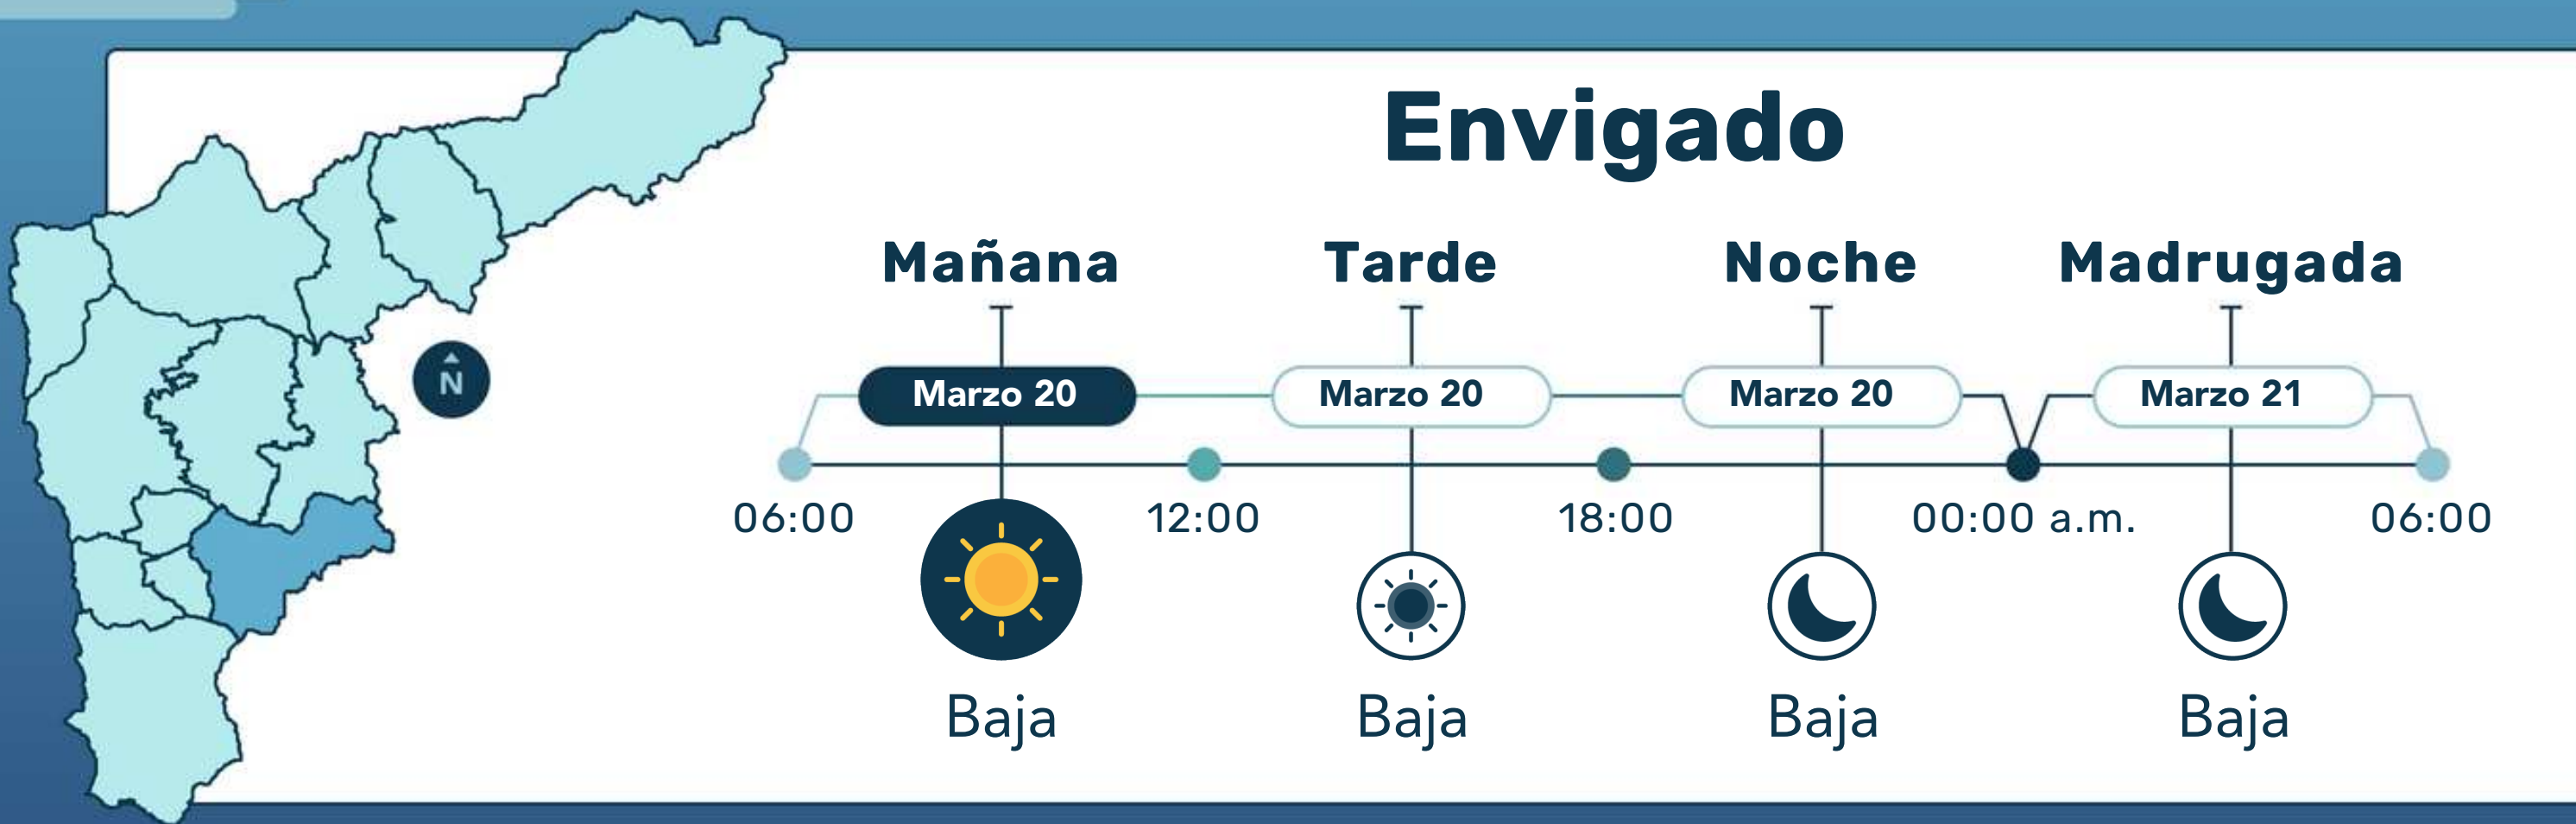 Envigado
Mañana Tarde Noche Madrugada
N
Marzo 20 Marzo 20 Marzo 20 Marzo 21
06:00 12:00 18:00 00:00 a.m. 06:00
Baja Baja Baja Baja